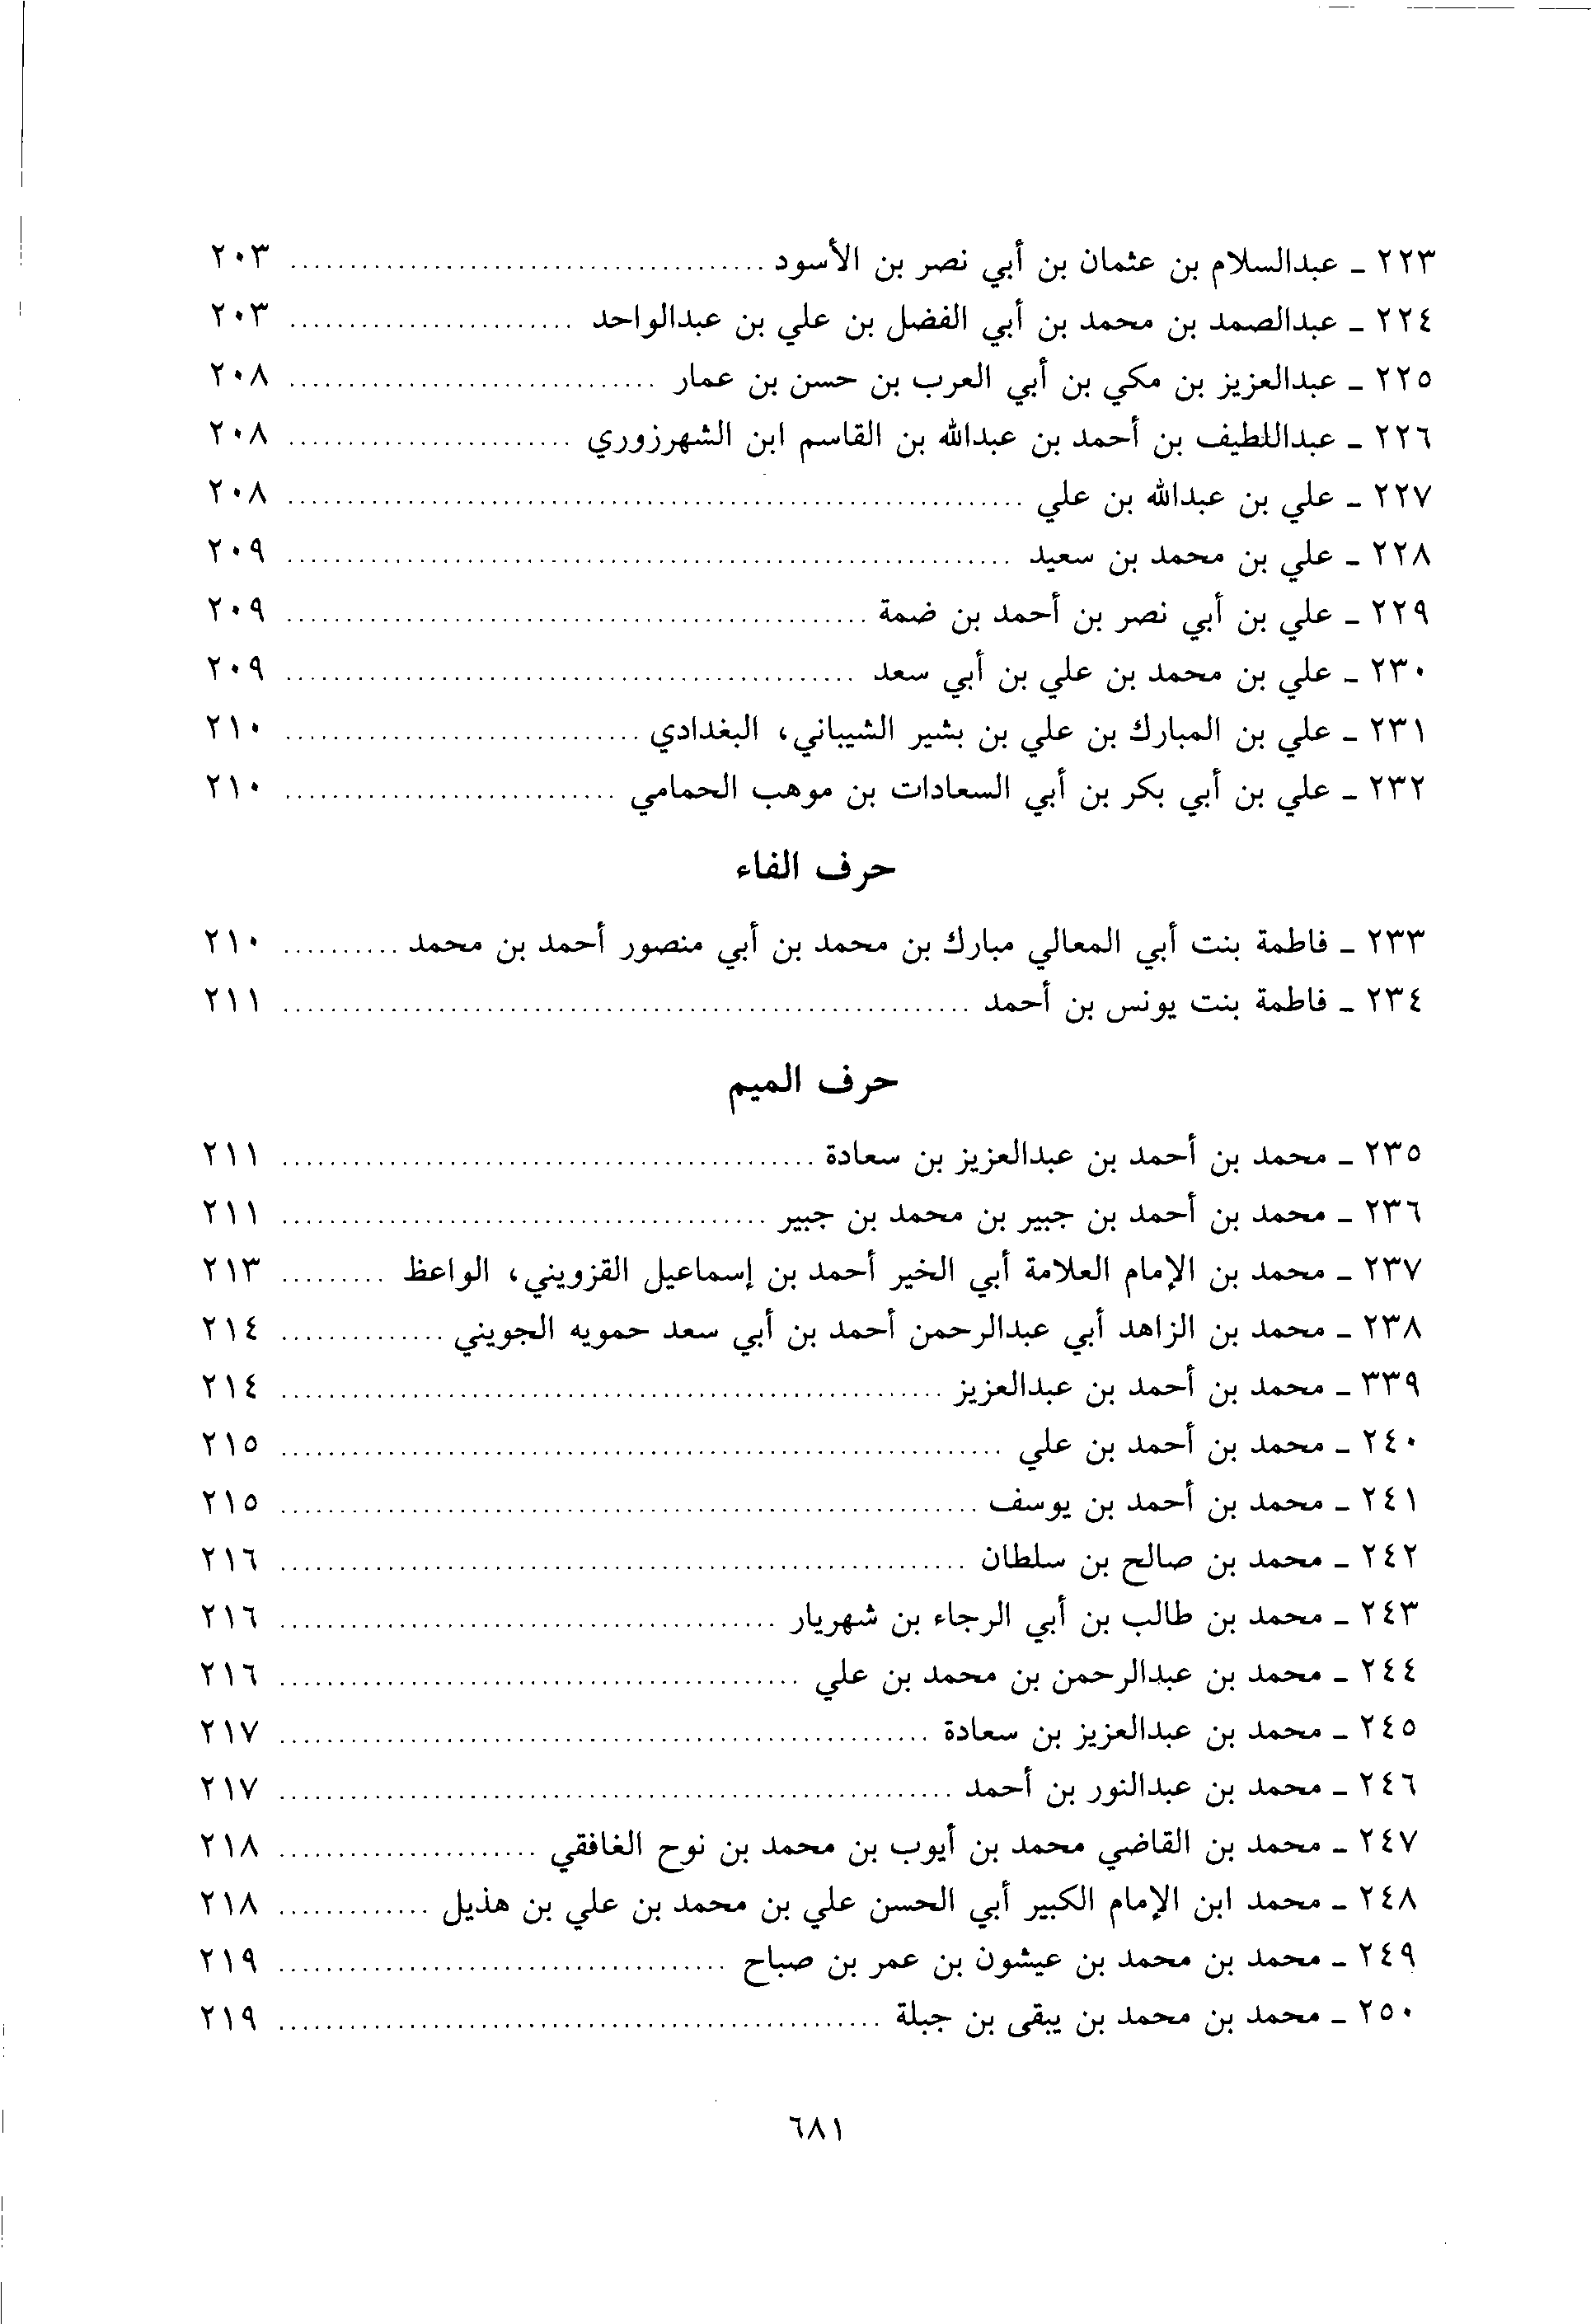 ٢٢٣ - عبدالسلام بن عثمان بن أبي نصر بن الأسود ........ ٢٠٣
٢٢٤ - عبدالصمد بن محمد بن أبي الفضل بن علي بن عبدالواحد ........ ٢٠٣
٢٢٥ - عبدالعزيز بن مكي بن أبي العرب بن حسن بن عمار ........ ٢٠٨
٢٢٦ - عبداللطيف بن أحمد بن عبدالله بن القاسم ابن الشهرزوري ........ ٢٠٨
٢٢٧ - علي بن عبدالله بن علي ........ ٢٠٨
٢٢٨ - علي بن محمد بن سعيد ........ ٢٠٩
٢٢٩ - علي بن أبي نصر بن أحمد بن ضمة ........ ٢٠٩
٢٣٠ - علي بن محمد بن علي بن أبي سعد ........ ٢٠٩
٢٣١ - علي بن المبارك بن علي بن بشير الشيباني، البغدادي ........ ٢١٠
٢٣٢ - علي بن أبي بكر بن أبي السعادات بن موهب الحمامي ........ ٢١٠
حرف الفاء
٢٣٣ - فاطمة بنت أبي المعالي مبارك بن محمد بن أبي منصور أحمد بن محمد ........ ٢١٠
٢٣٤ - فاطمة بنت يونس بن أحمد ........ ٢١١
حرف الميم
٢٣٥ - محمد بن أحمد بن عبدالعزيز بن سعادة ........ ٢١١
٢٣٦ - محمد بن أحمد بن جبير بن محمد بن جبير ........ ٢١١
٢٣٧ - محمد بن الإمام العلامة أبي الخير أحمد بن إسماعيل القزويني، الواعظ ........ ٢١٣
٢٣٨ - محمد بن الزاهد أبي عبدالرحمن أحمد بن أبي سعد حمويه الجويني ........ ٢١٤
٣٣٩ - محمد بن أحمد بن عبدالعزيز ........ ٢١٤
٢٤٠ - محمد بن أحمد بن علي ........ ٢١٥
٢٤١ - محمد بن أحمد بن يوسف ........ ٢١٥
٢٤٢ - محمد بن صالح بن سلطان ........ ٢١٦
٢٤٣ - محمد بن طالب بن أبي الرجاء بن شهريار ........ ٢١٦
٢٤٤ - محمد بن عبدالرحمن بن محمد بن علي ........ ٢١٦
٢٤٥ - محمد بن عبدالعزيز بن سعادة ........ ٢١٧
٢٤٦ - محمد بن عبدالنور بن أحمد ........ ٢١٧
٢٤٧ - محمد بن القاضي محمد بن أيوب بن محمد بن نوح الغافقي ........ ٢١٨
٢٤٨ - محمد ابن الإمام الكبير أبي الحسن علي بن محمد بن علي بن هذيل ........ ٢١٨
٢٤٩ - محمد بن محمد بن عيشون بن عمر بن صباح ........ ٢١٩
٢٥٠ - محمد بن محمد بن يبقى بن جبلة ........ ٢١٩
٦٨١